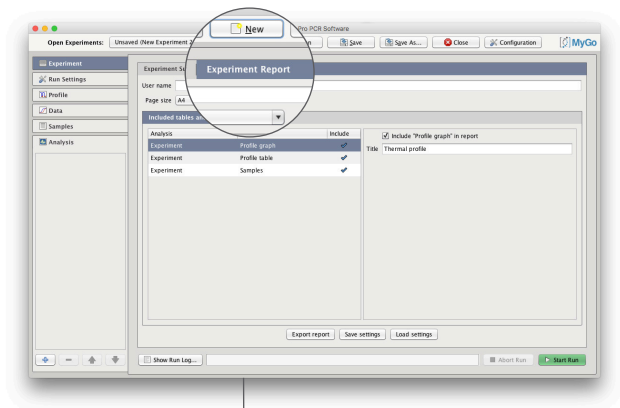 New
Pro PCR Software
Open Experiments:
Unsaved (New Experiment 2
Save
Save As...
Close
Configuration
MyGo
Experiment
Run Settings
Profile
Data
Samples
Analysis
Experiment Report
User name
Page size A4
Included tables
Analysis Include
Experiment Profile graph
Experiment Profile table
Experiment Samples
Include "Profile graph" in report
Title Thermal profile
Export report
Save settings
Load settings
Show Run Log...
Abort Run
Start Run